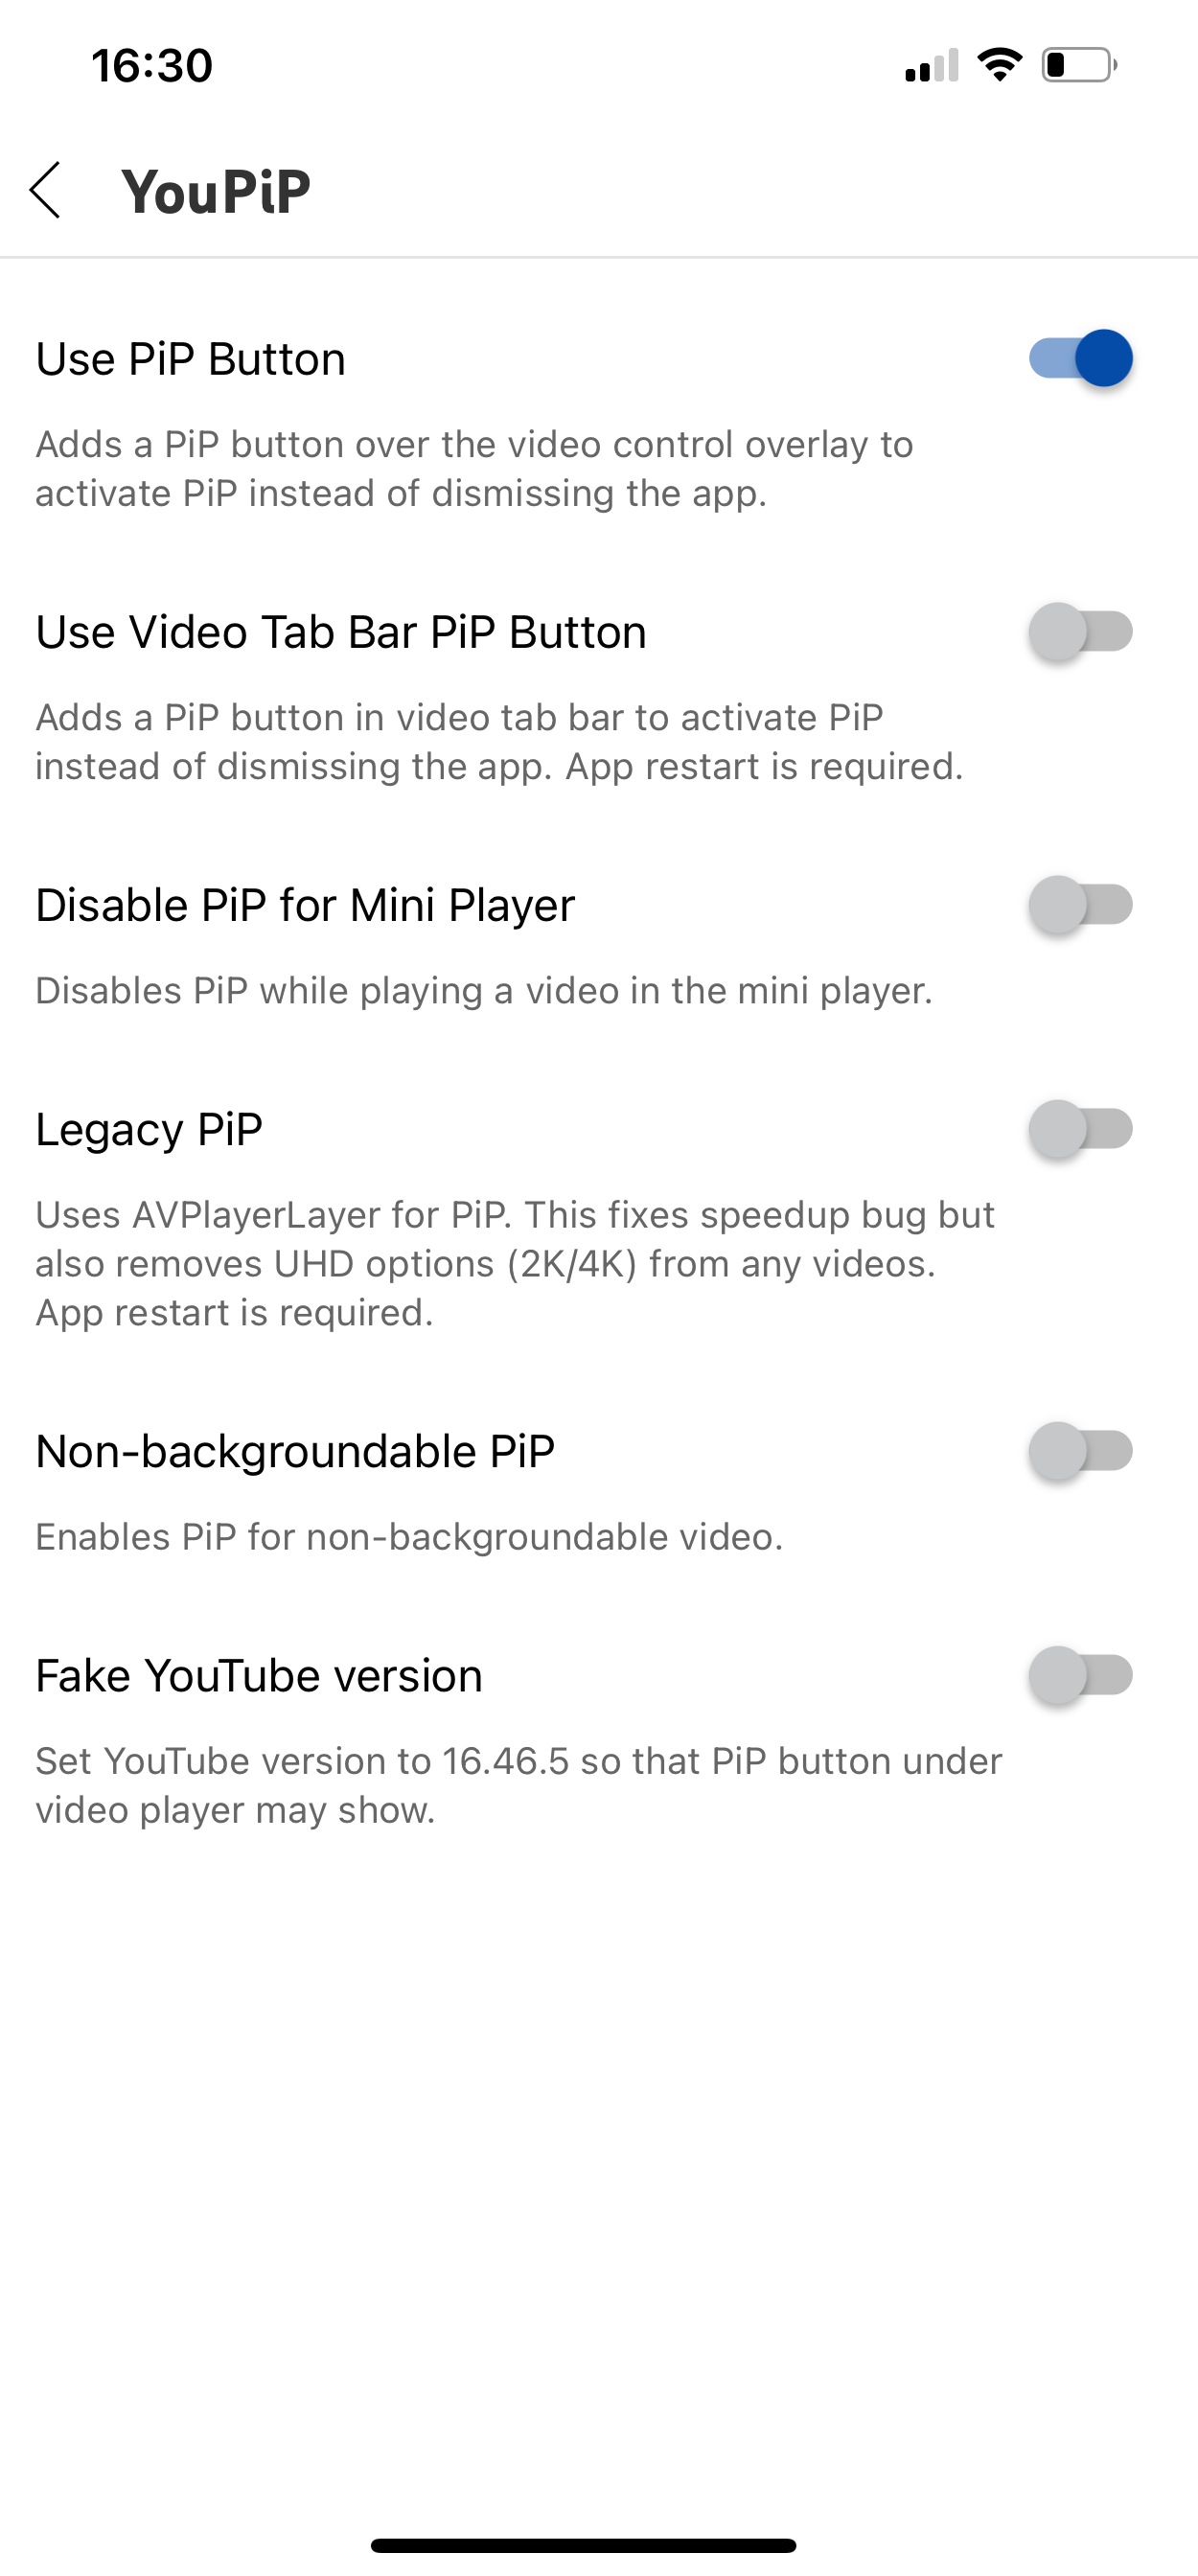 16:30
YouPiP
Use PiP Button
Adds a PiP button over the video control overlay to
activate PiP instead of dismissing the app.
Use Video Tab Bar PiP Button
Adds a PiP button in video tab bar to activate PiP
instead of dismissing the app. App restart is required.
Disable PiP for Mini Player
Disables PiP while playing a video in the mini player.
Legacy PiP
Uses AVPlayerLayer for PiP. This fixes speedup bug but
also removes UHD options (2K/4K) from any videos.
App restart is required.
Non-backgroundable PiP
Enables PiP for non-backgroundable video.
Fake YouTube version
Set YouTube version to 16.46.5 so that PiP button under
video player may show.